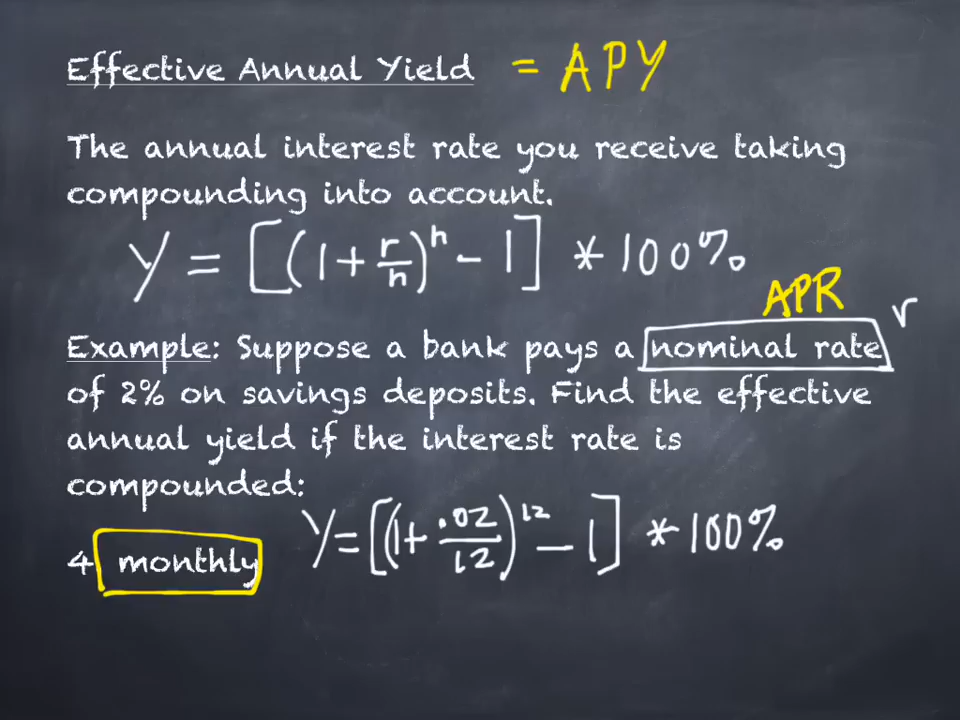 Effective Annual Yield = APY
The annual interest rate you receive taking
compounding into account.
Y = [(1 + r/n)^n - 1] * 100%
APR
r
Example: Suppose a bank pays a nominal rate
of 2% on savings deposits. Find the effective
annual yield if the interest rate is
compounded:
4 monthly Y = [(1 + .02/12)^12 - 1] * 100%